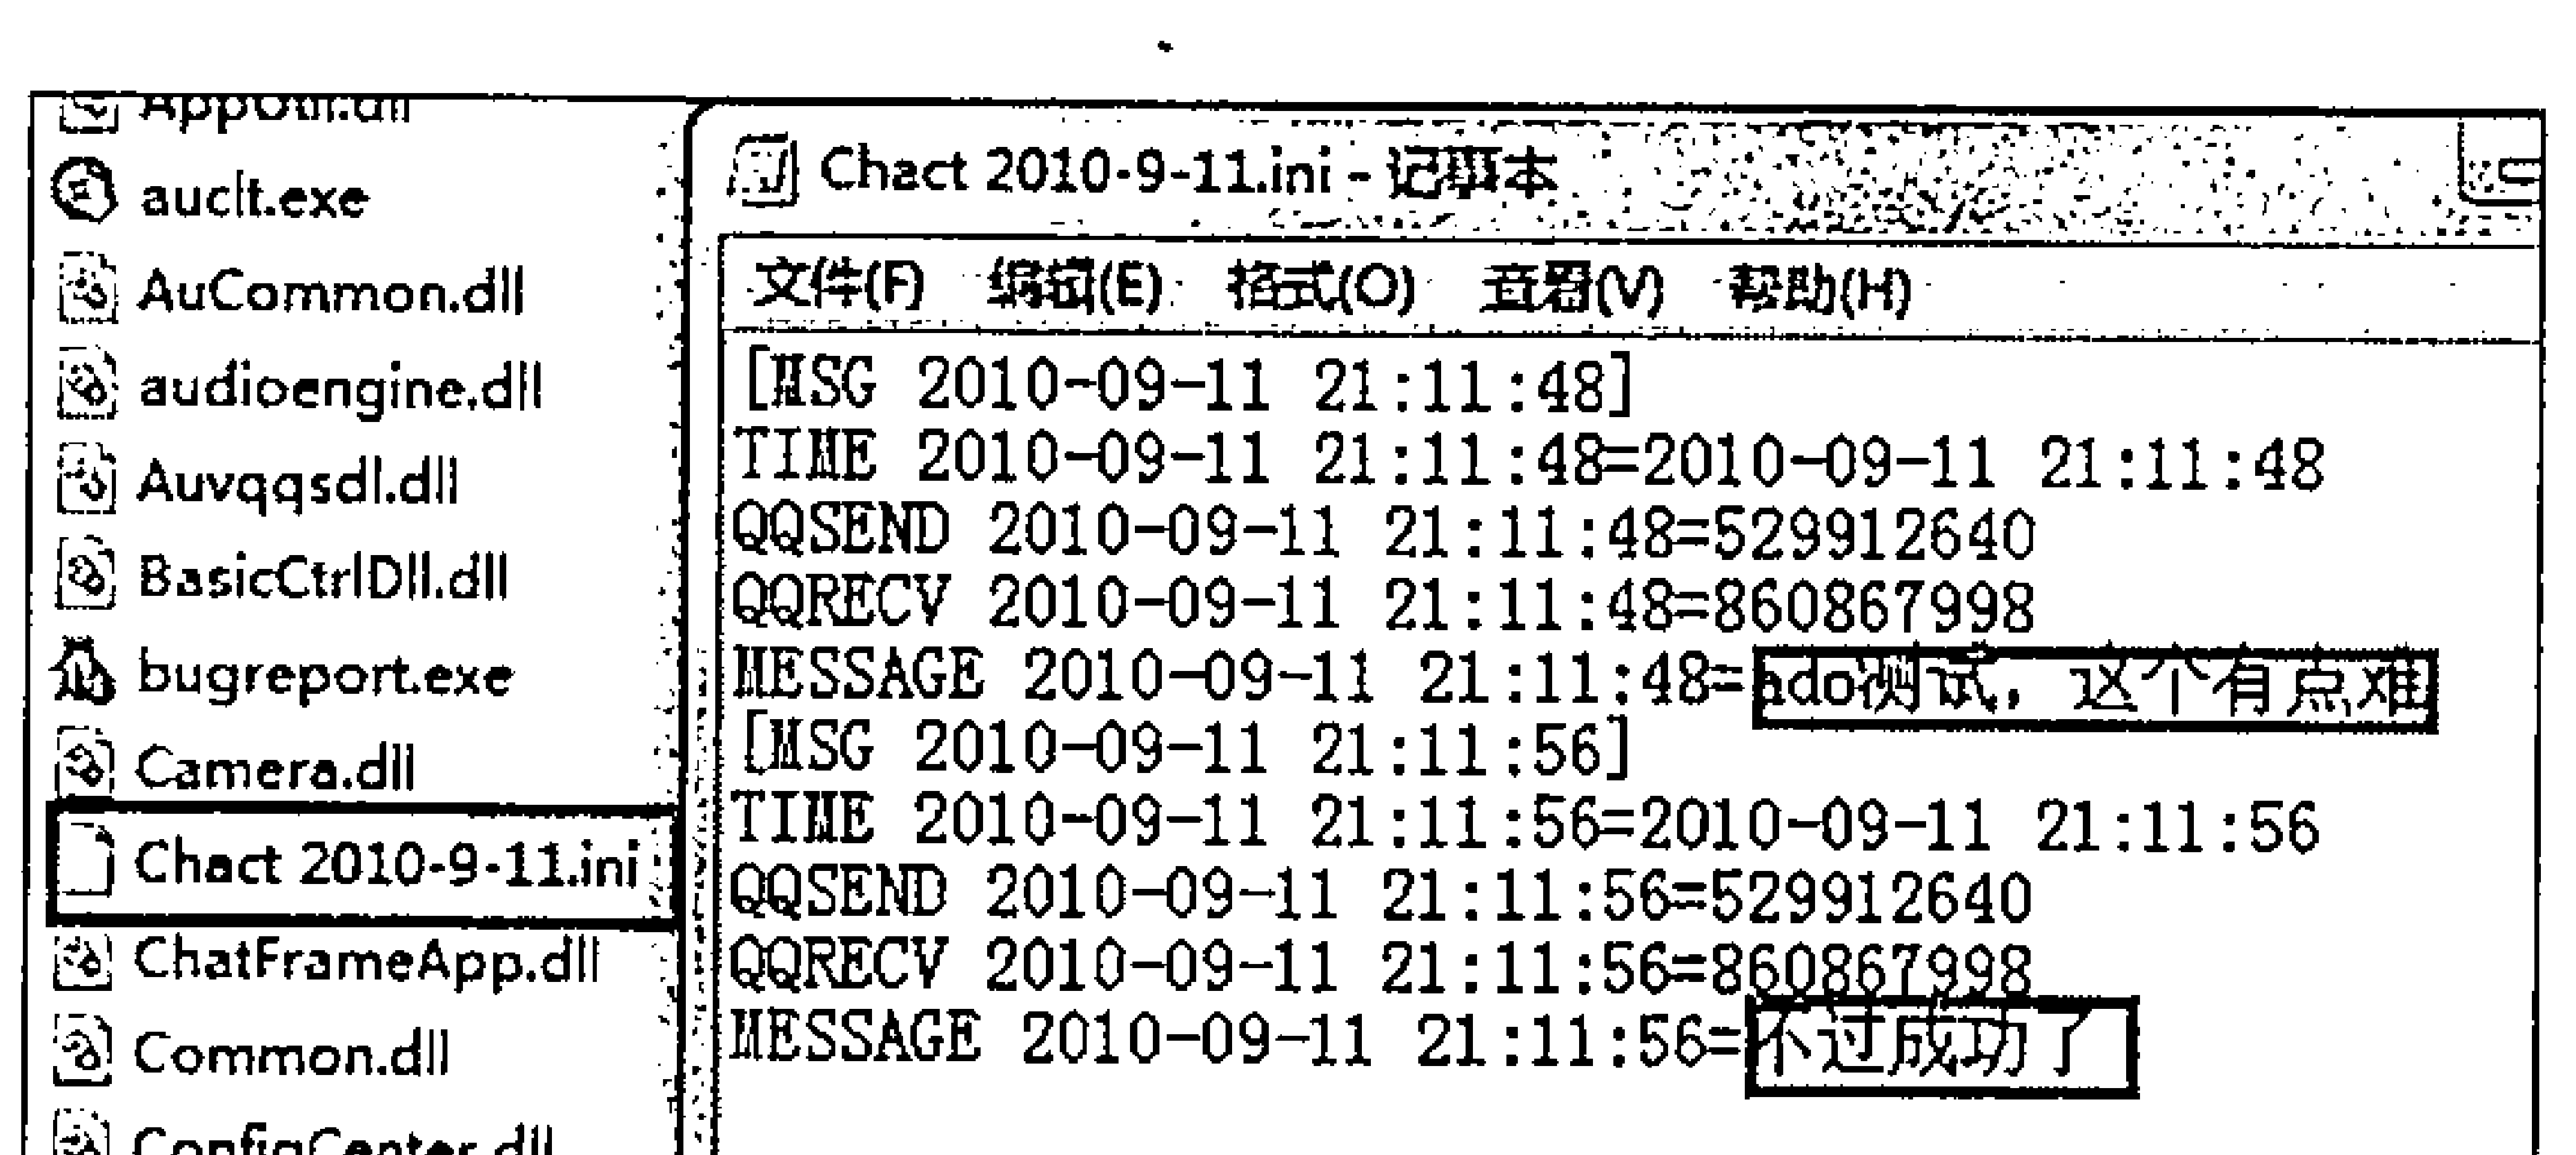 auclt.exe
AuCommon.dll
audioengine.dll
Auvqqsdl.dll
BasicCtrlDll.dll
bugreport.exe
Camera.dll
Chact 2010-9-11.ini
ChatFrameApp.dll
Common.dll
ConfigCenter.dll
Chact 2010-9-11.ini - 记事本
文件(F) 编辑(E) 格式(O) 查看(V) 帮助(H)
[MSG 2010-09-11 21:11:48]
TIME 2010-09-11 21:11:48=2010-09-11 21:11:48
QQSEND 2010-09-11 21:11:48=529912640
QQRECV 2010-09-11 21:11:48=860867998
MESSAGE 2010-09-11 21:11:48=hdo测试，这个有点难
[MSG 2010-09-11 21:11:56]
TIME 2010-09-11 21:11:56=2010-09-11 21:11:56
QQSEND 2010-09-11 21:11:56=529912640
QQRECV 2010-09-11 21:11:56=860867998
MESSAGE 2010-09-11 21:11:56=不过成功了